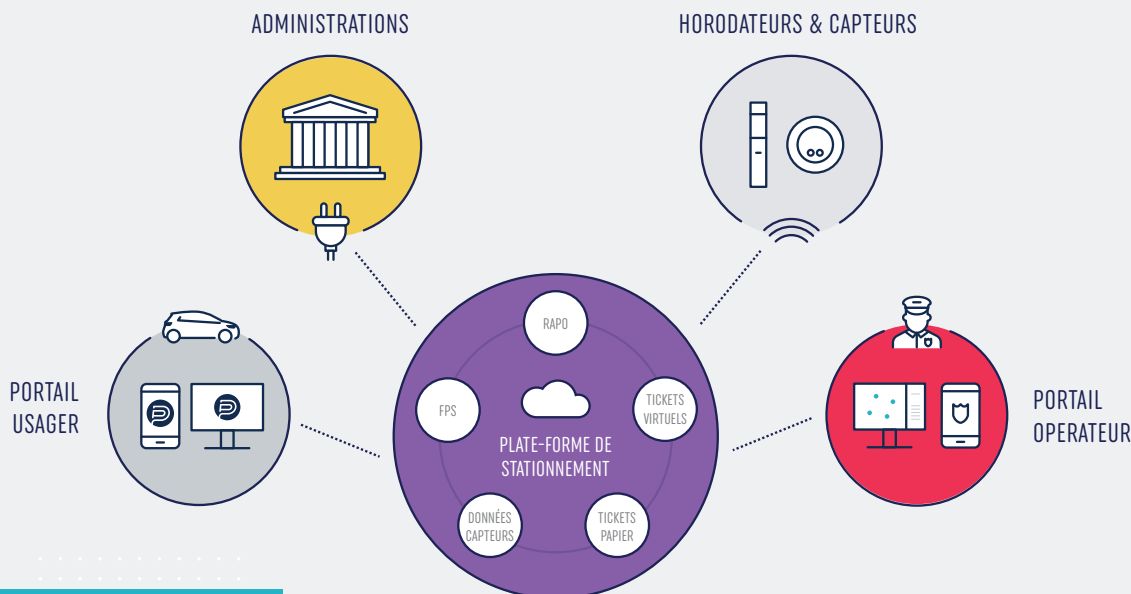 ADMINISTRATIONS
HORODATEURS & CAPTEURS
RAPO
FPS
TICKETS
VIRTUELS
PLATE-FORME DE
STATIONNEMENT
DONNÉES
CAPTEURS
TICKETS
PAPIER
PORTAIL
USAGER
PORTAIL
OPERATEUR